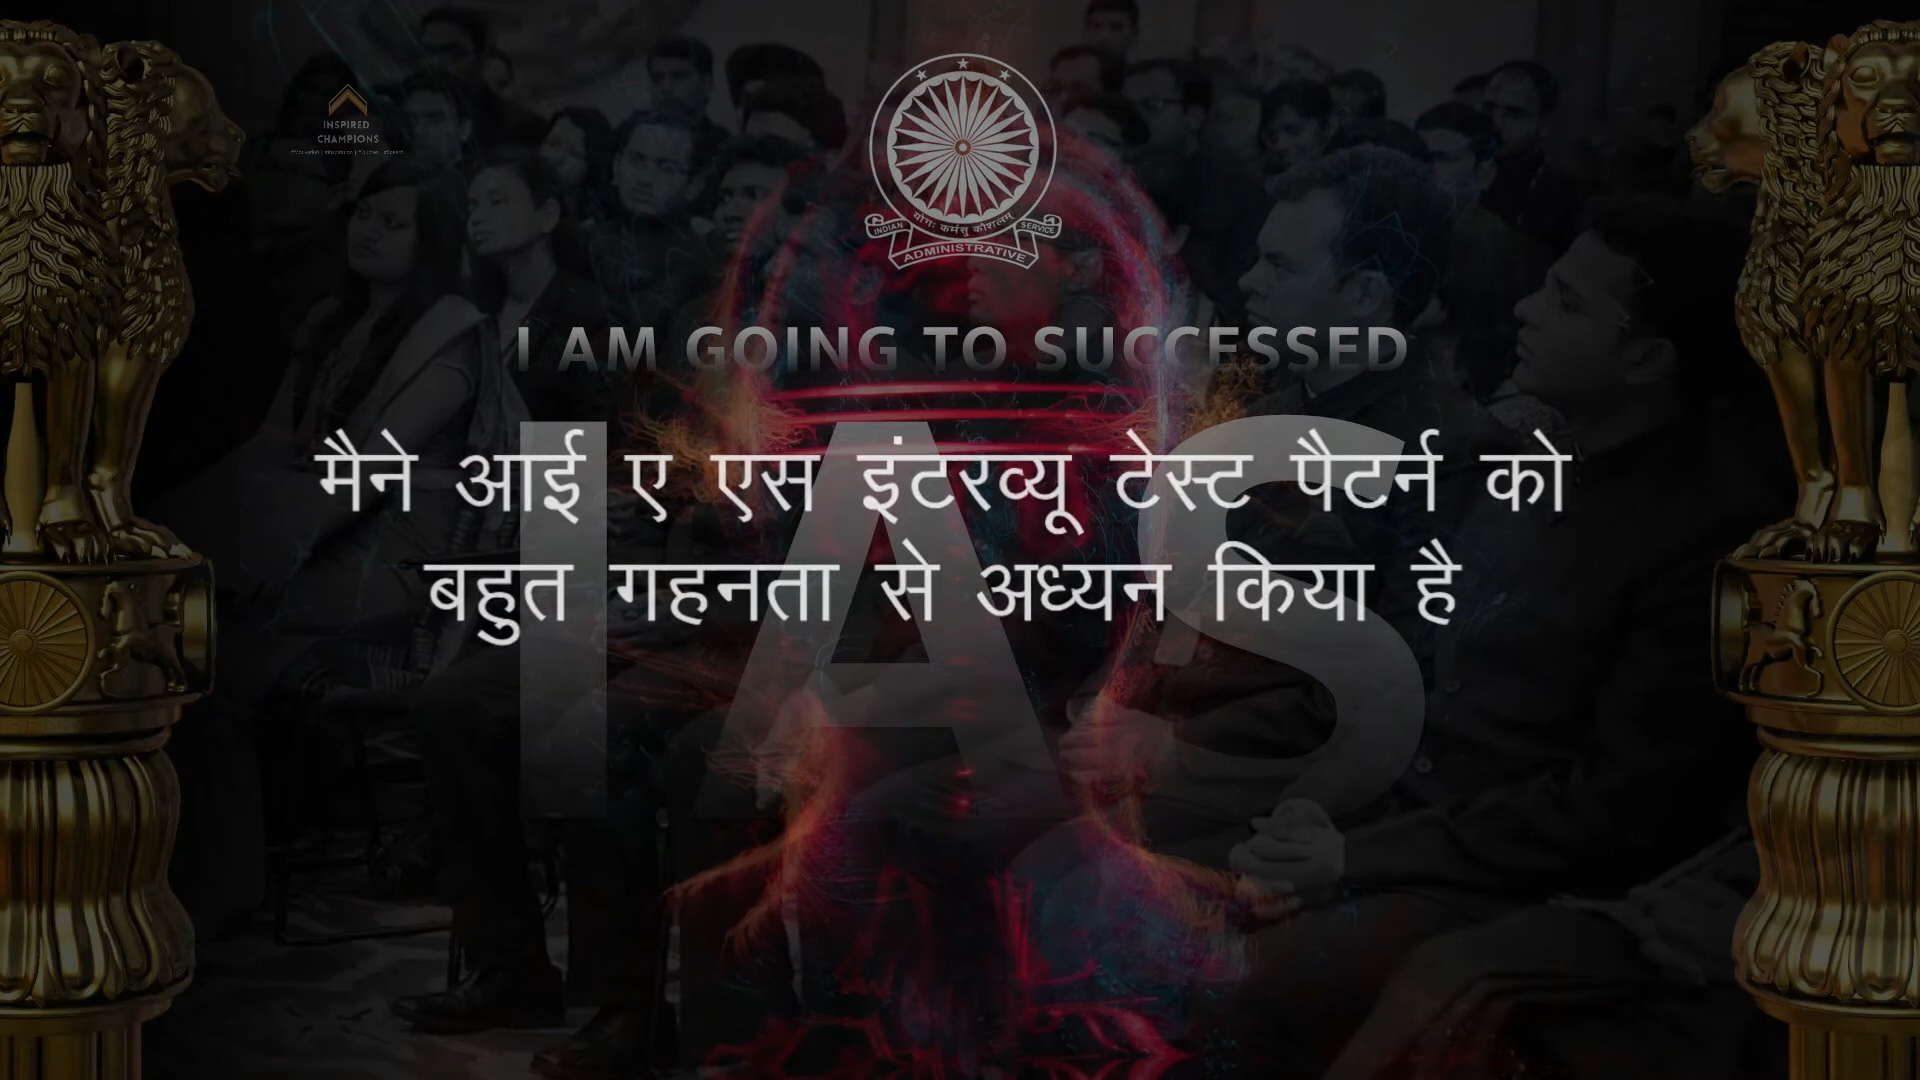 INSPIRED
CHAMPIONS
योगः कर्मसु कौशलम्
INDIAN
SERVICE
ADMINISTRATIVE
I AM GOING TO SUCCESSED
IAS
मैने आई ए एस इंटरव्यू टेस्ट पैटर्न को
बहुत गहनता से अध्यन किया है